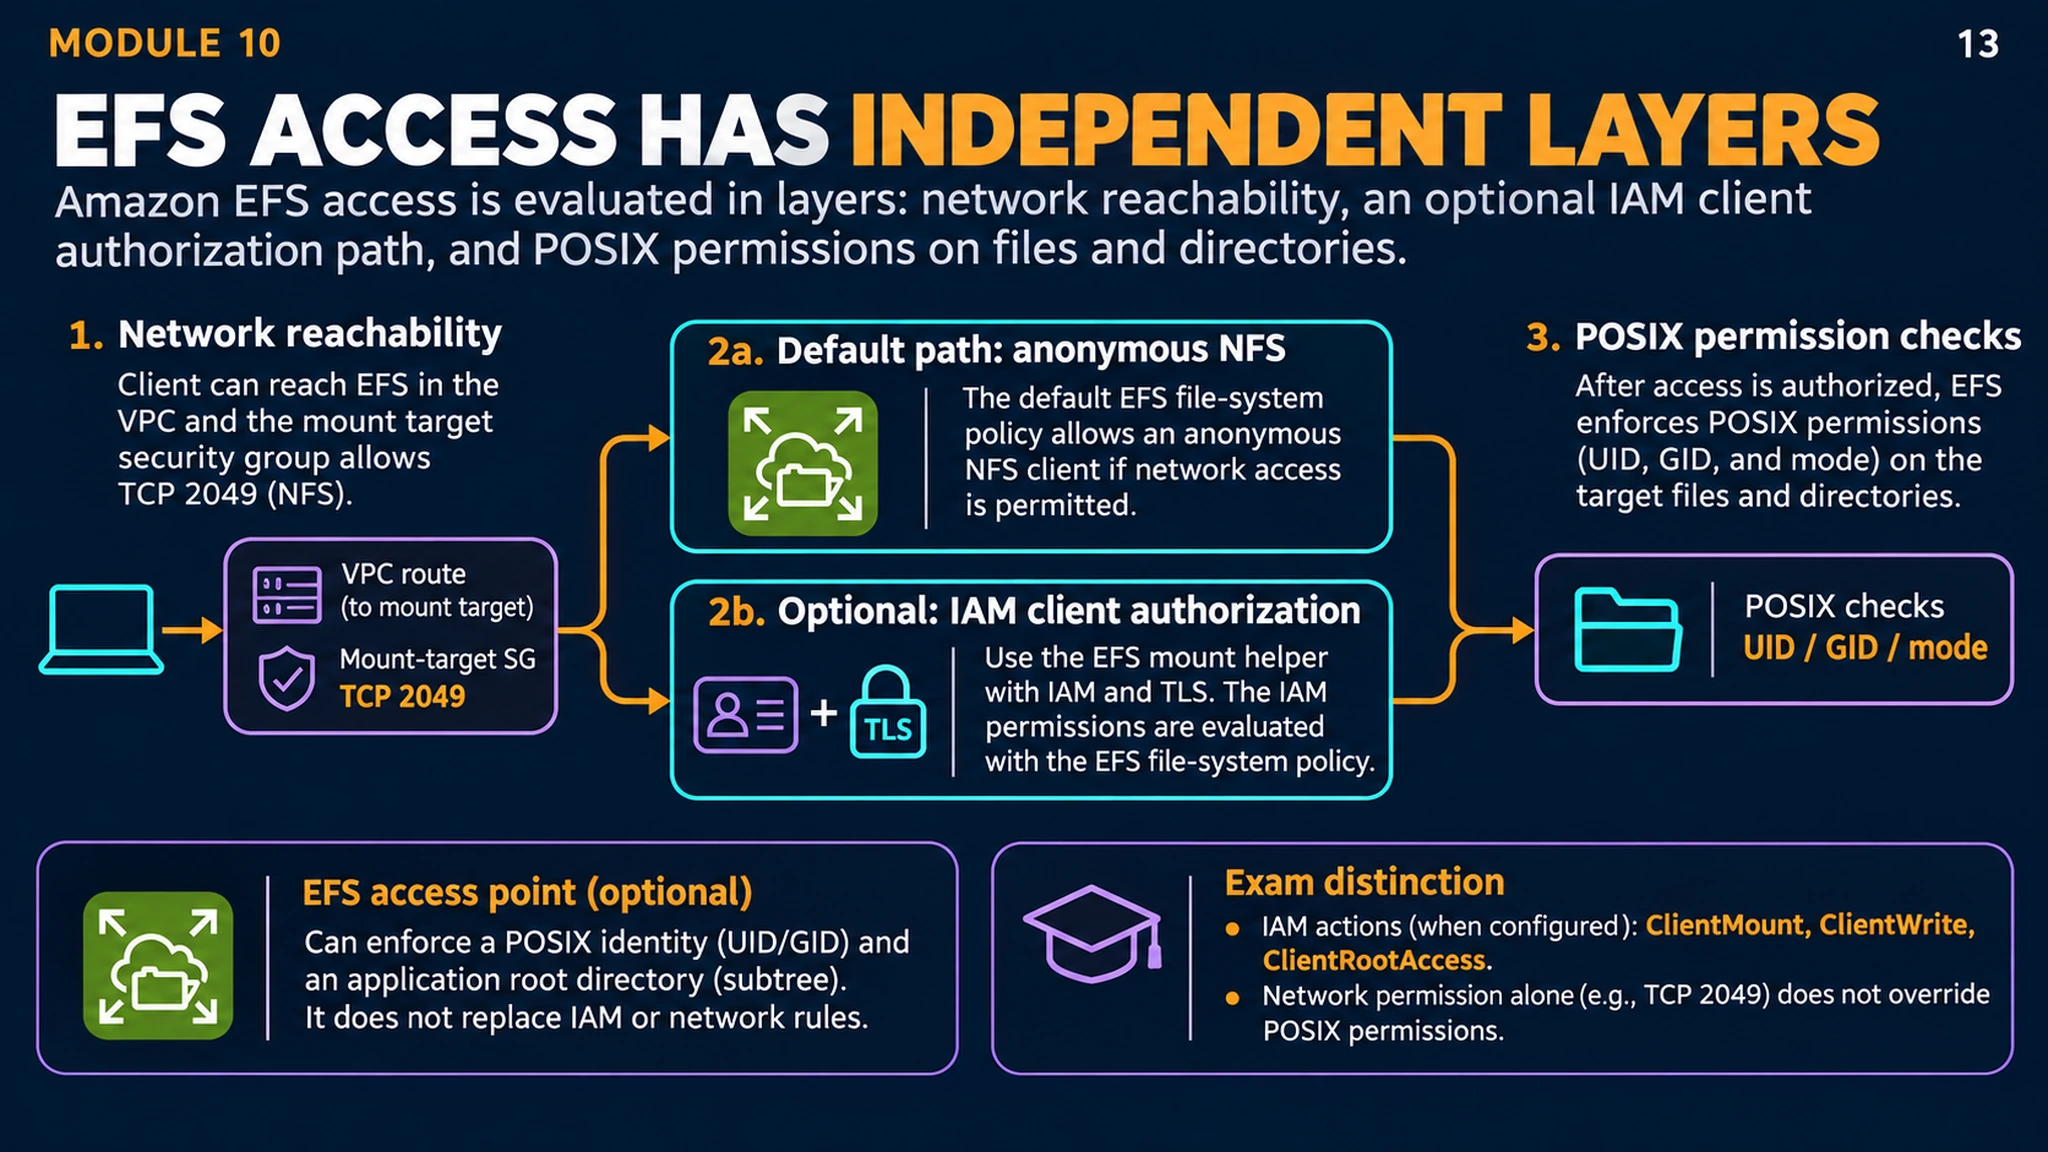 MODULE 10
13
EFS ACCESS HAS INDEPENDENT LAYERS
Amazon EFS access is evaluated in layers: network reachability, an optional IAM client
authorization path, and POSIX permissions on files and directories.
1. Network reachability
Client can reach EFS in the
VPC and the mount target
security group allows
TCP 2049 (NFS).
VPC route
(to mount target)
Mount-target SG
TCP 2049
2a. Default path: anonymous NFS
The default EFS file-system
policy allows an anonymous
NFS client if network access
is permitted.
2b. Optional: IAM client authorization
+
TLS
Use the EFS mount helper
with IAM and TLS. The IAM
permissions are evaluated
with the EFS file-system policy.
3. POSIX permission checks
After access is authorized, EFS
enforces POSIX permissions
(UID, GID, and mode) on the
target files and directories.
POSIX checks
UID / GID / mode
EFS access point (optional)
Can enforce a POSIX identity (UID/GID) and
an application root directory (subtree).
It does not replace IAM or network rules.
Exam distinction
• IAM actions (when configured): ClientMount, ClientWrite,
ClientRootAccess.
• Network permission alone (e.g., TCP 2049) does not override
POSIX permissions.